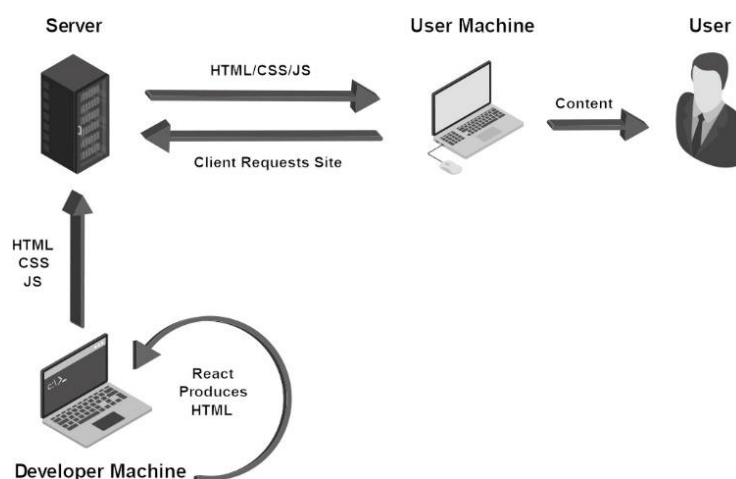 Server
User Machine
User
HTML/CSS/JS
Content
Client Requests Site
HTML
CSS
JS
C:\>_
React
Produces
HTML
Developer Machine